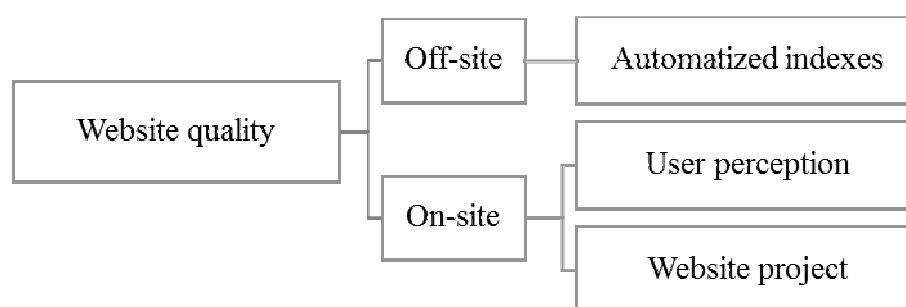 Website quality
Off-site
Automatized indexes
On-site
User perception
Website project